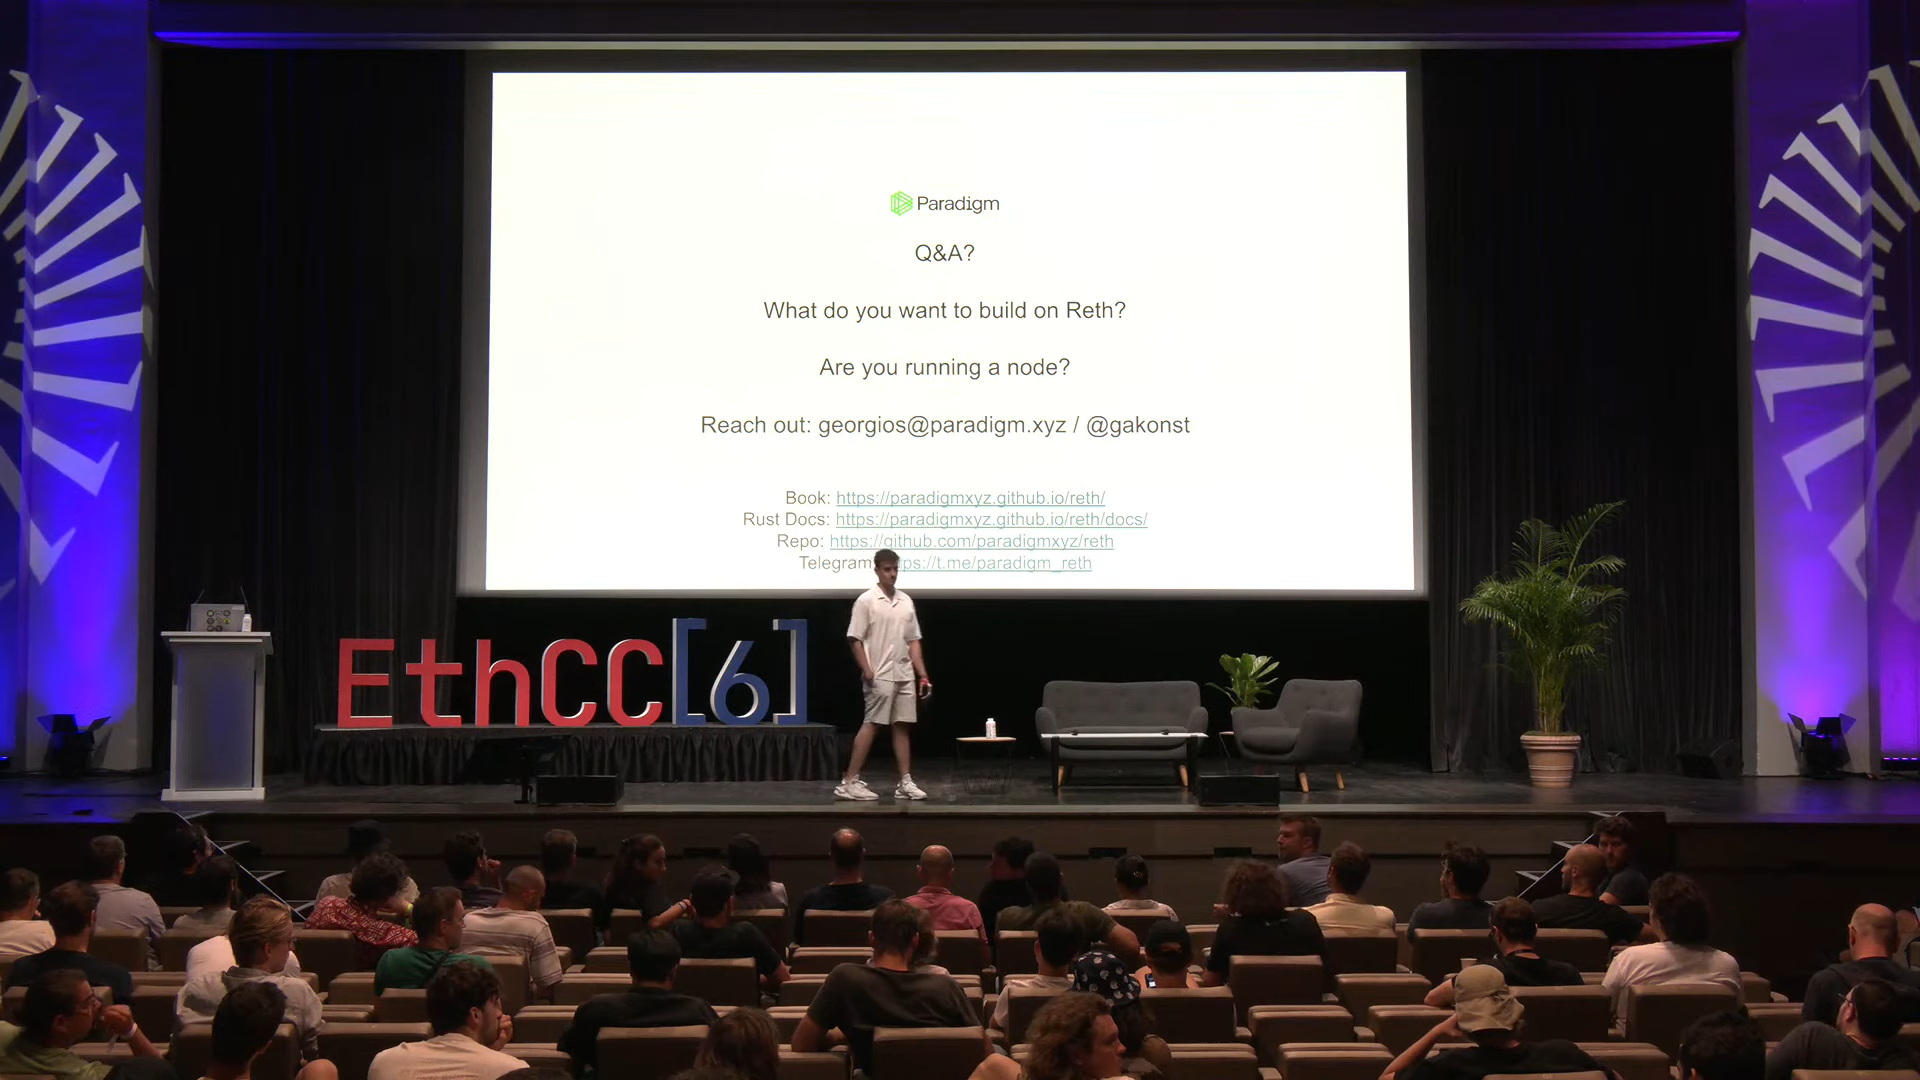 Paradigm
Q&A?
What do you want to build on Reth?
Are you running a node?
Reach out: georgios@paradigm.xyz / @gakonst
Book: https://paradigmxyz.github.io/reth/
Rust Docs: https://paradigmxyz.github.io/reth/docs/
Repo: https://github.com/paradigmxyz/reth
Telegram: ps://t.me/paradigm_reth
EthCC[6]